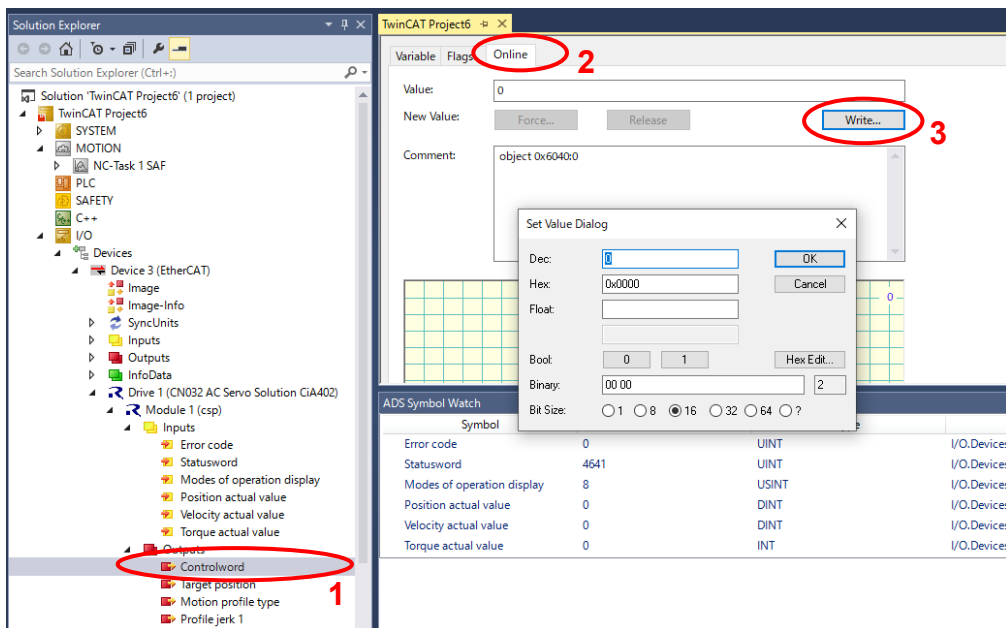 Solution Explorer
Search Solution Explorer (Ctrl+;)
Solution 'TwinCAT Project6' (1 project)
TwinCAT Project6
SYSTEM
MOTION
NC-Task 1 SAF
PLC
SAFETY
C++
I/O
Devices
Device 3 (EtherCAT)
Image
Image-Info
SyncUnits
Inputs
Outputs
InfoData
Drive 1 (CN032 AC Servo Solution CiA402)
Module 1 (csp)
Inputs
Error code
Statusword
Modes of operation display
Position actual value
Velocity actual value
Torque actual value
Outputs
Controlword
1
Target position
Motion profile type
Profile jerk 1
TwinCAT Project6
Variable Flags Online
2
Value: 0
New Value: Force... Release Write...
3
Comment: object 0x6040:0
0
Set Value Dialog
Dec: 0 OK
Hex: 0x0000 Cancel
Float:
Bool: 0 1 Hex Edit...
Binary: 00 00 2
Bit Size: 1 8 16 32 64 ?
ADS Symbol Watch
Symbol
Error code 0 UINT I/O.Devices
Statusword 4641 UINT I/O.Devices
Modes of operation display 8 USINT I/O.Devices
Position actual value 0 DINT I/O.Devices
Velocity actual value 0 DINT I/O.Devices
Torque actual value 0 INT I/O.Devices